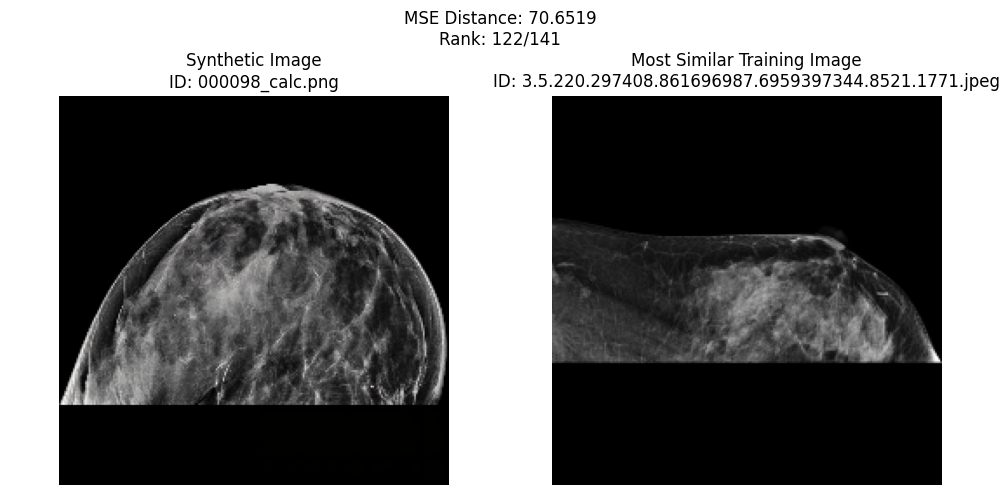 MSE Distance: 70.6519
Rank: 122/141
Synthetic Image
ID: 000098_calc.png
Most Similar Training Image
ID: 3.5.220.297408.861696987.6959397344.8521.1771.jpeg